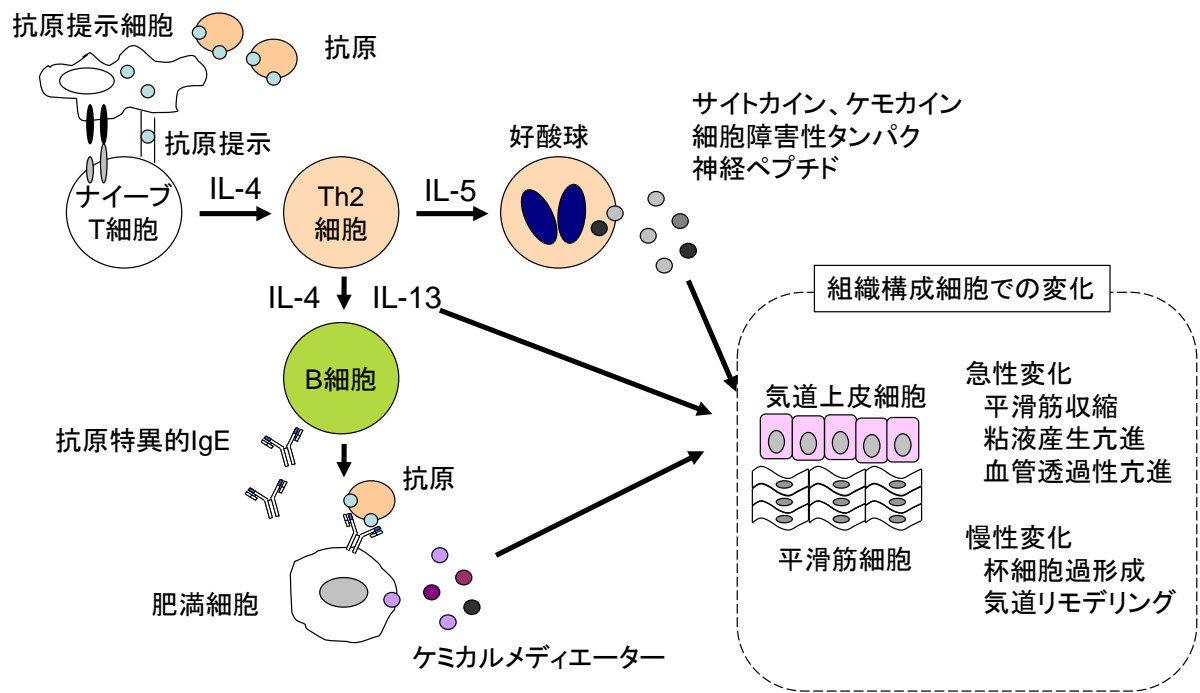 抗原提示細胞
抗原
抗原提示
ナイーブ
T細胞
IL-4
Th2
細胞
IL-5
好酸球
サイトカイン、ケモカイン
細胞障害性タンパク
神経ペプチド
IL-4
IL-13
B細胞
抗原特異的IgE
抗原
肥満細胞
ケミカルメディエーター
組織構成細胞での変化
気道上皮細胞
平滑筋細胞
急性変化
平滑筋収縮
粘液産生亢進
血管透過性亢進
慢性変化
杯細胞過形成
気道リモデリング